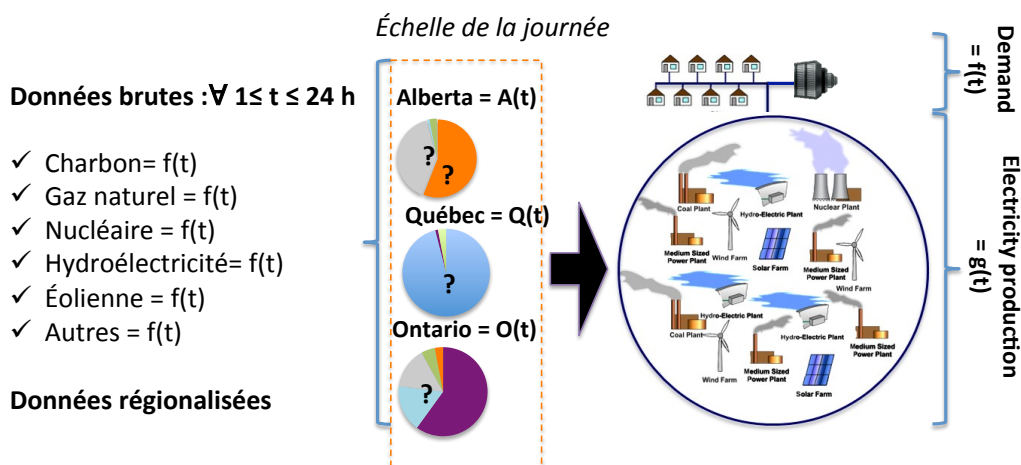 Échelle de la journée
Données brutes :∀ 1≤ t ≤ 24 h
✓ Charbon= f(t)
✓ Gaz naturel = f(t)
✓ Nucléaire = f(t)
✓ Hydroélectricité= f(t)
✓ Éolienne = f(t)
✓ Autres = f(t)
Données régionalisées
Alberta = A(t)
?
?
Québec = Q(t)
?
Ontario = O(t)
?
Coal Plant
Hydro-Electric Plant
Nuclear Plant
Medium Sized
Power Plant
Wind Farm
Solar Farm
Medium Sized
Power Plant
Wind Farm
Coal Plant
Hydro-Electric Plant
Hydro-Electric Plant
Medium Sized
Power Plant
Wind Farm
Medium Sized
Power Plant
Solar Farm
Demand
= f(t)
Electricity production
= g(t)